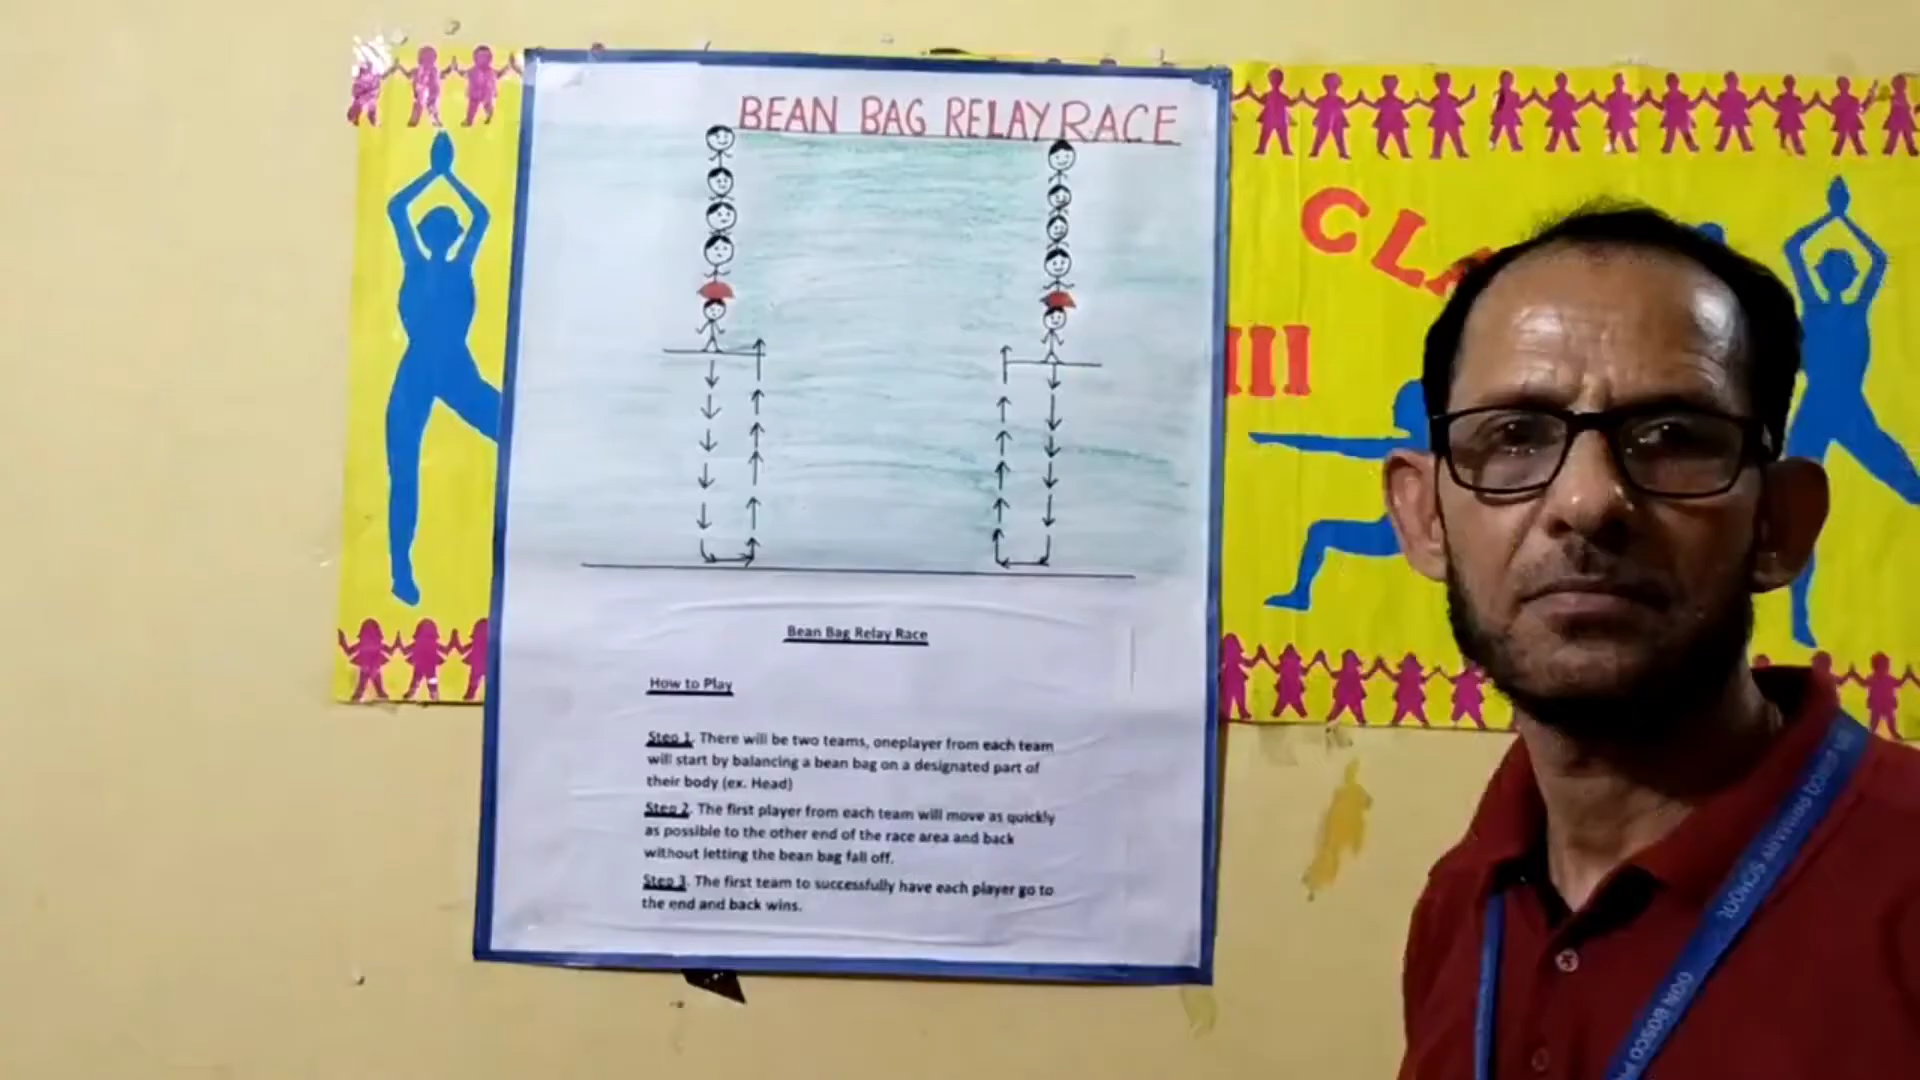 BEAN BAG RELAY RACE
CLA
III
Bean Bag Relay Race
How to Play
Step 1. There will be two teams, oneplayer from each team
will start by balancing a bean bag on a designated part of
their body (ex. Head)
Step 2. The first player from each team will move as quickly
as possible to the other end of the race area and back
without letting the bean bag fall off.
Step 3. The first team to successfully have each player go to
the end and back wins.
DON BOSCO
SCHOOL